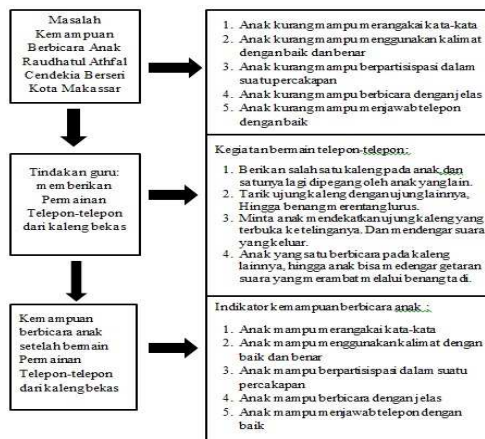 Masalah
Kemampuan
Berbicara Anak
Raudhatul Athfal
Cendekia Berseri
Kota Makassar
1. Anak kurang mampu merangakai kata-kata
2. Anak kurang mampu menggunakan kalimat
dengan baik dan benar
3. Anak kurang mampu berpartisispasi dalam
suatu percakapan
4. Anak kurang mampu berbicara dengan jelas
5. Anak kurang mampu menjawab telepon
dengan baik
Tindakan guru:
memberikan
Permainan
Telepon-telepon
dari kaleng bekas
Kegiatan bermain telepon-telepon:
1. Berikan salah satu kaleng pada anak dan
satunya lagi dipegang oleh anak yang lain.
2. Tarik ujung kaleng dengan ujung lainnya,
Hingga benang merentang lurus.
3. Minta anak mendekatkan ujung kaleng yang
terbuka ke telinganya. Dan mendengar suara
yang keluar.
4. Anak yang satu berbicara pada kaleng
lainnya, hingga anak bisa medengar getaran
suara yang merambat melalui benang tadi.
Kemampuan
berbicara anak
setelah bermain
Permainan
Telepon-telepon
dari kaleng bekas
Indikator kemampuan berbicara anak :
1. Anak mampu merangakai kata-kata
2. Anak mampu menggunakan kalimat dengan
baik dan benar
3. Anak mampu berpartisispasi dalam suatu
percakapan
4. Anak mampu berbicara dengan jelas
5. Anak mampu menjawab telepon dengan
baik